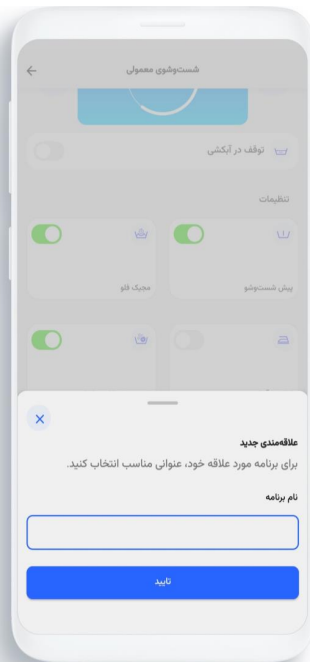 شست‌وشوی معمولی
توقف در آبکشی
تنظیمات
پیش شست‌وشو
مجیک فلو
علاقه‌مندی جدید
برای برنامه مورد علاقه خود، عنوانی مناسب انتخاب کنید.
نام برنامه
تایید